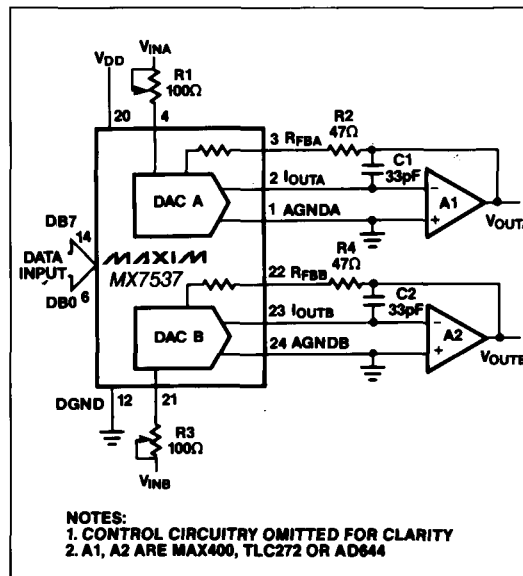 VINA
VDD
R1
100Ω
20
4
3 RFBA
R2
47Ω
C1
33pF
2 IOUTA
DAC A
1 AGNDA
A1
VOUTA
DB7
14
DATA
INPUT
DB0 6
MAXIM
MX7537
22 RFBB
R4
47Ω
C2
33pF
23 IOUTB
DAC B
24 AGNDB
A2
VOUTB
DGND
12
21
R3
100Ω
VINB
NOTES:
1. CONTROL CIRCUITRY OMITTED FOR CLARITY
2. A1, A2 ARE MAX400, TLC272 OR AD644